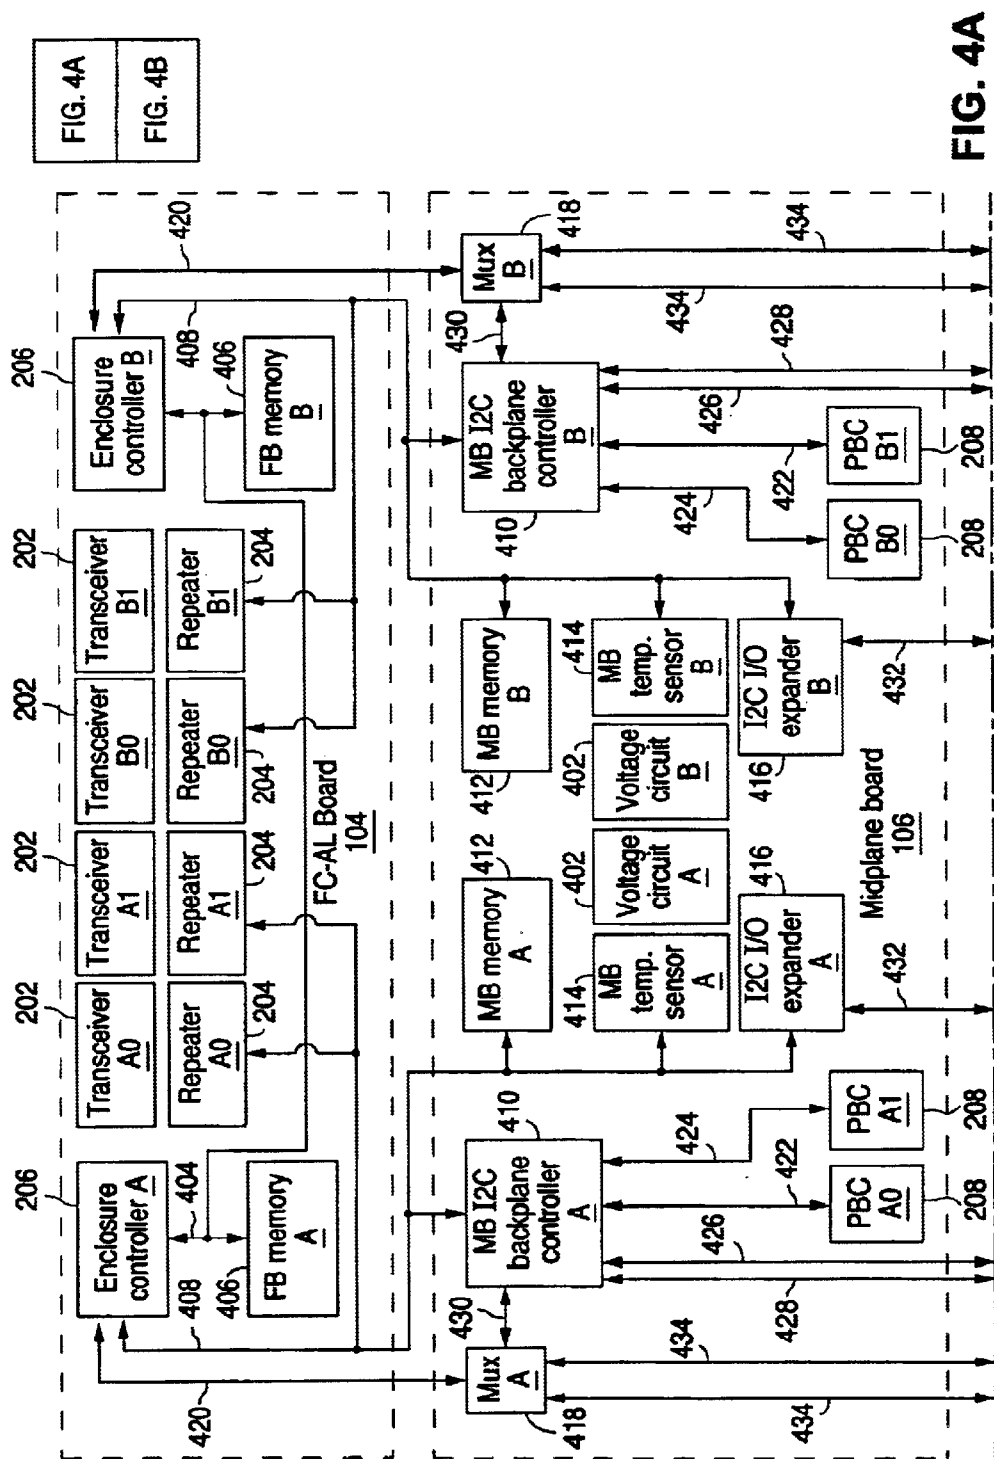 FIG. 4A
FIG. 4B
206
Enclosure
controller A
404
408
406
FB memory
A
420
202
Transceiver
A0
Repeater
A0
204
202
Transceiver
A1
Repeater
A1
204
202
Transceiver
B0
Repeater
B0
204
202
Transceiver
B1
Repeater
B1
204
FC-AL Board
104
206
Enclosure
controller B
408
406
FB memory
B
420
Mux
A
418
430
MB I2C
backplane
controller
A
410
412
MB memory
A
412
MB memory
B
410
MB I2C
backplane
controller
B
430
Mux
B
418
414
MB
temp.
sensor
A
402
Voltage
circuit
A
402
Voltage
circuit
B
414
MB
temp.
sensor
B
I2C I/O
expander
A
416
416
I2C I/O
expander
B
434
434
428
426
422
424
PBC
A0
208
PBC
A1
208
432
Midplane board
106
432
PBC
B0
208
PBC
B1
208
424
422
426
428
434
434
FIG. 4A